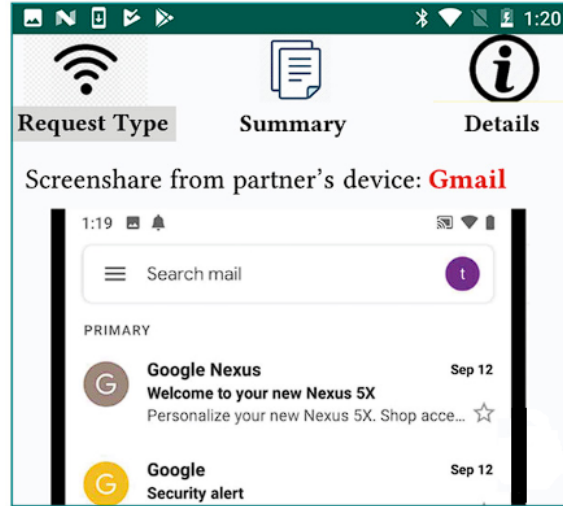 1:20
Request Type
Summary
Details
Screenshare from partner's device: Gmail
1:19
Search mail
t
PRIMARY
G
Google Nexus
Sep 12
Welcome to your new Nexus 5X
Personalize your new Nexus 5X. Shop acce...
G
Google
Sep 12
Security alert